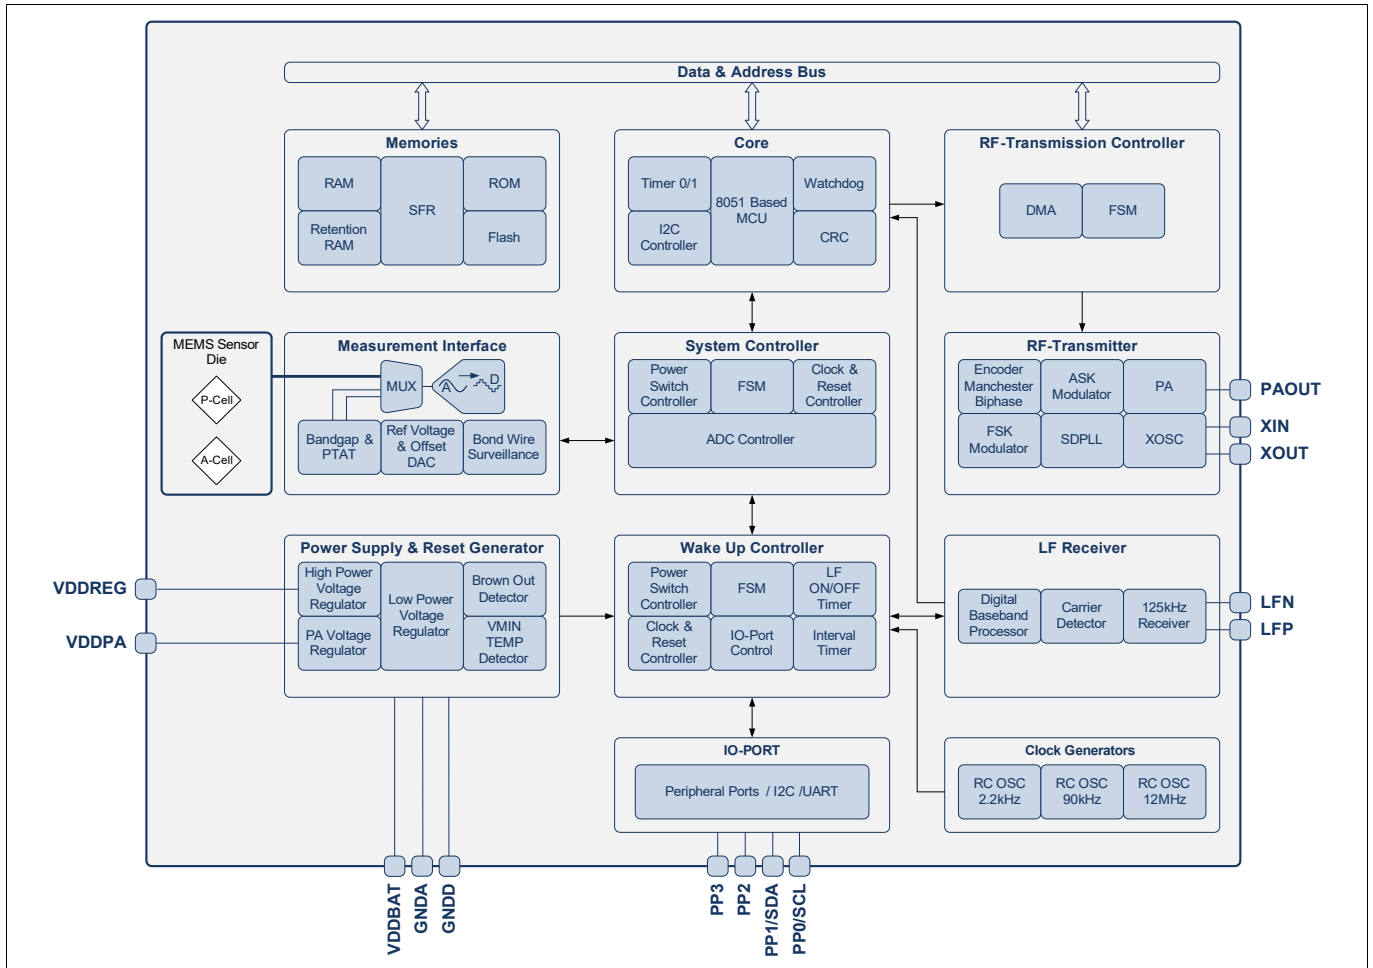 Data & Address Bus
Memories
RAM
SFR
ROM
Retention
RAM
Flash
Core
Timer 0/1
8051 Based
MCU
Watchdog
I2C
Controller
CRC
RF-Transmission Controller
DMA
FSM
MEMS Sensor
Die
P-Cell
A-Cell
Measurement Interface
MUX
A
D
Bandgap &
PTAT
Ref Voltage
& Offset
DAC
Bond Wire
Surveillance
System Controller
Power
Switch
Controller
FSM
Clock &
Reset
Controller
ADC Controller
RF-Transmitter
Encoder
Manchester
Biphase
ASK
Modulator
PA
FSK
Modulator
SDPLL
XOSC
PAOUT
XIN
XOUT
Power Supply & Reset Generator
High Power
Voltage
Regulator
Low Power
Voltage
Regulator
Brown Out
Detector
PA Voltage
Regulator
VMIN
TEMP
Detector
VDDREG
VDDPA
Wake Up Controller
Power
Switch
Controller
FSM
LF
ON/OFF
Timer
Clock &
Reset
Controller
IO-Port
Control
Interval
Timer
LF Receiver
Digital
Baseband
Processor
Carrier
Detector
125kHz
Receiver
LFN
LFP
IO-PORT
Peripheral Ports / I2C /UART
Clock Generators
RC OSC
2.2kHz
RC OSC
90kHz
RC OSC
12MHz
VDDBAT
GNDA
GNDD
PP3
PP2
PP1/SDA
PP0/SCL